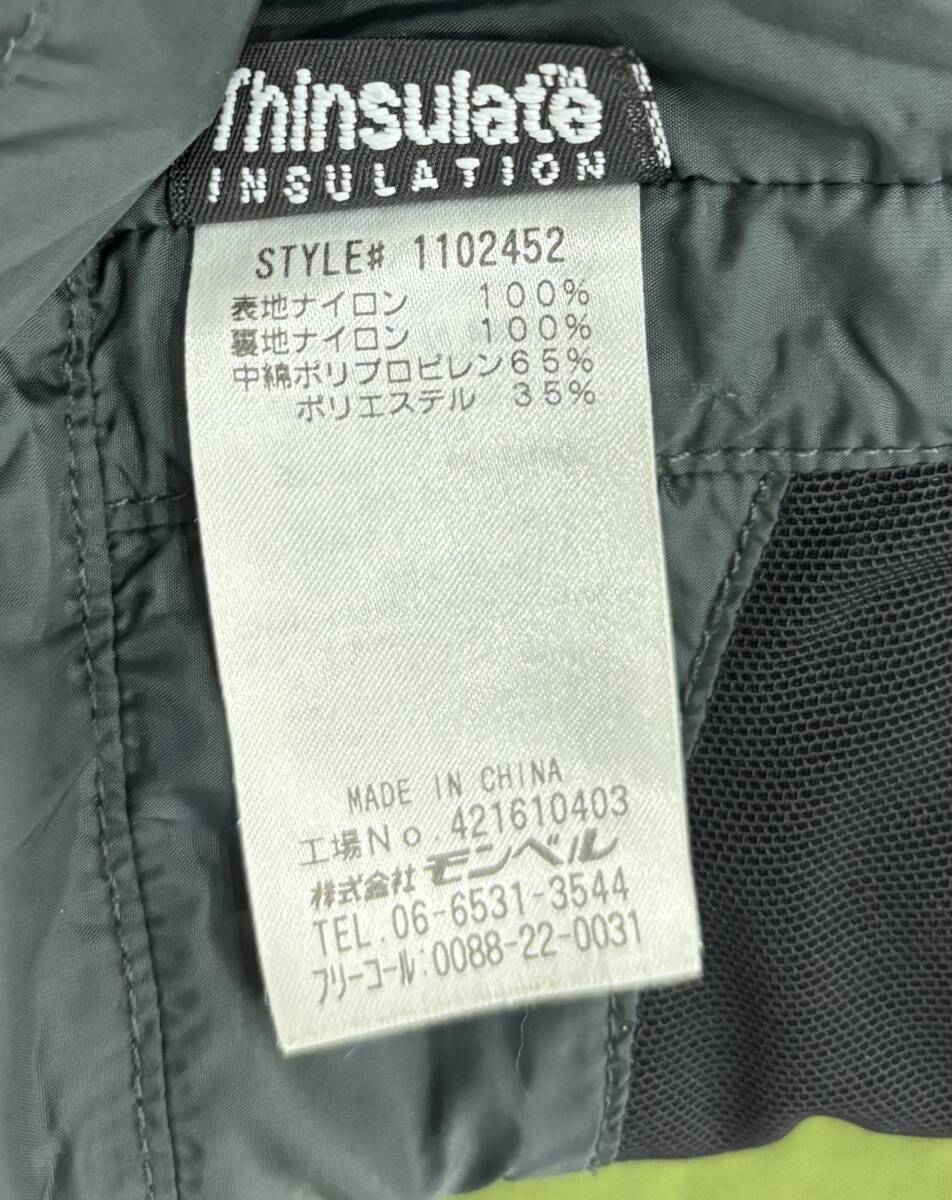 Thinsulate™
INSULATION
STYLE# 1102452
表地ナイロン 100%
裏地ナイロン 100%
中綿ポリプロピレン65%
ポリエステル 35%
MADE IN CHINA
工場No.421610403
株式会社モンベル
TEL.06-6531-3544
フリーコール:0088-22-0031